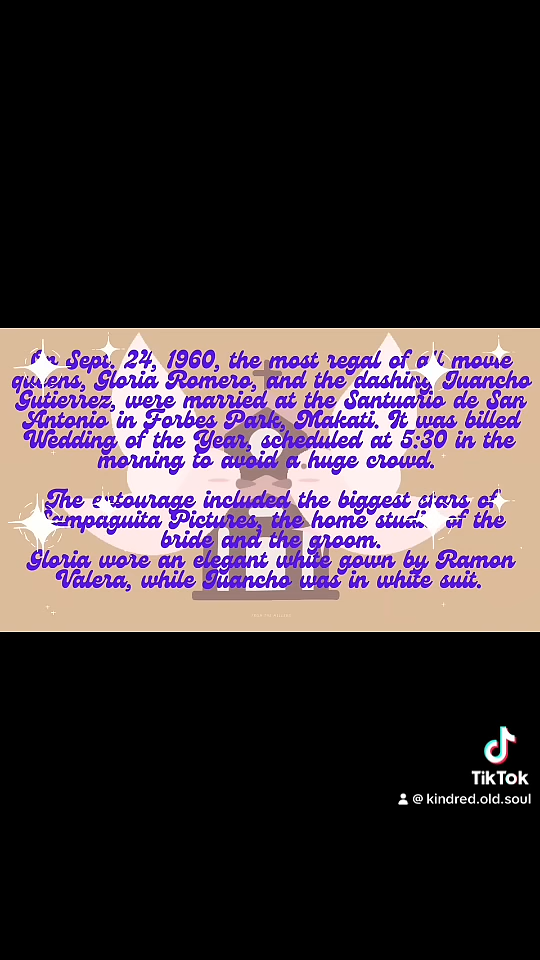 On Sept. 24, 1960, the most regal of all movie
queens, Gloria Romero, and the dashing Juancho
Gutierrez, were married at the Santuario de San
Antonio in Forbes Park, Makati. It was billed
Wedding of the Year, scheduled at 5:30 in the
morning to avoid a huge crowd.
The entourage included the biggest stars of
Sampaguita Pictures, the home studio of the
bride and the groom.
Gloria wore an elegant white gown by Ramon
Valera, while Juancho was in white suit.
TikTok
@ kindred.old.soul